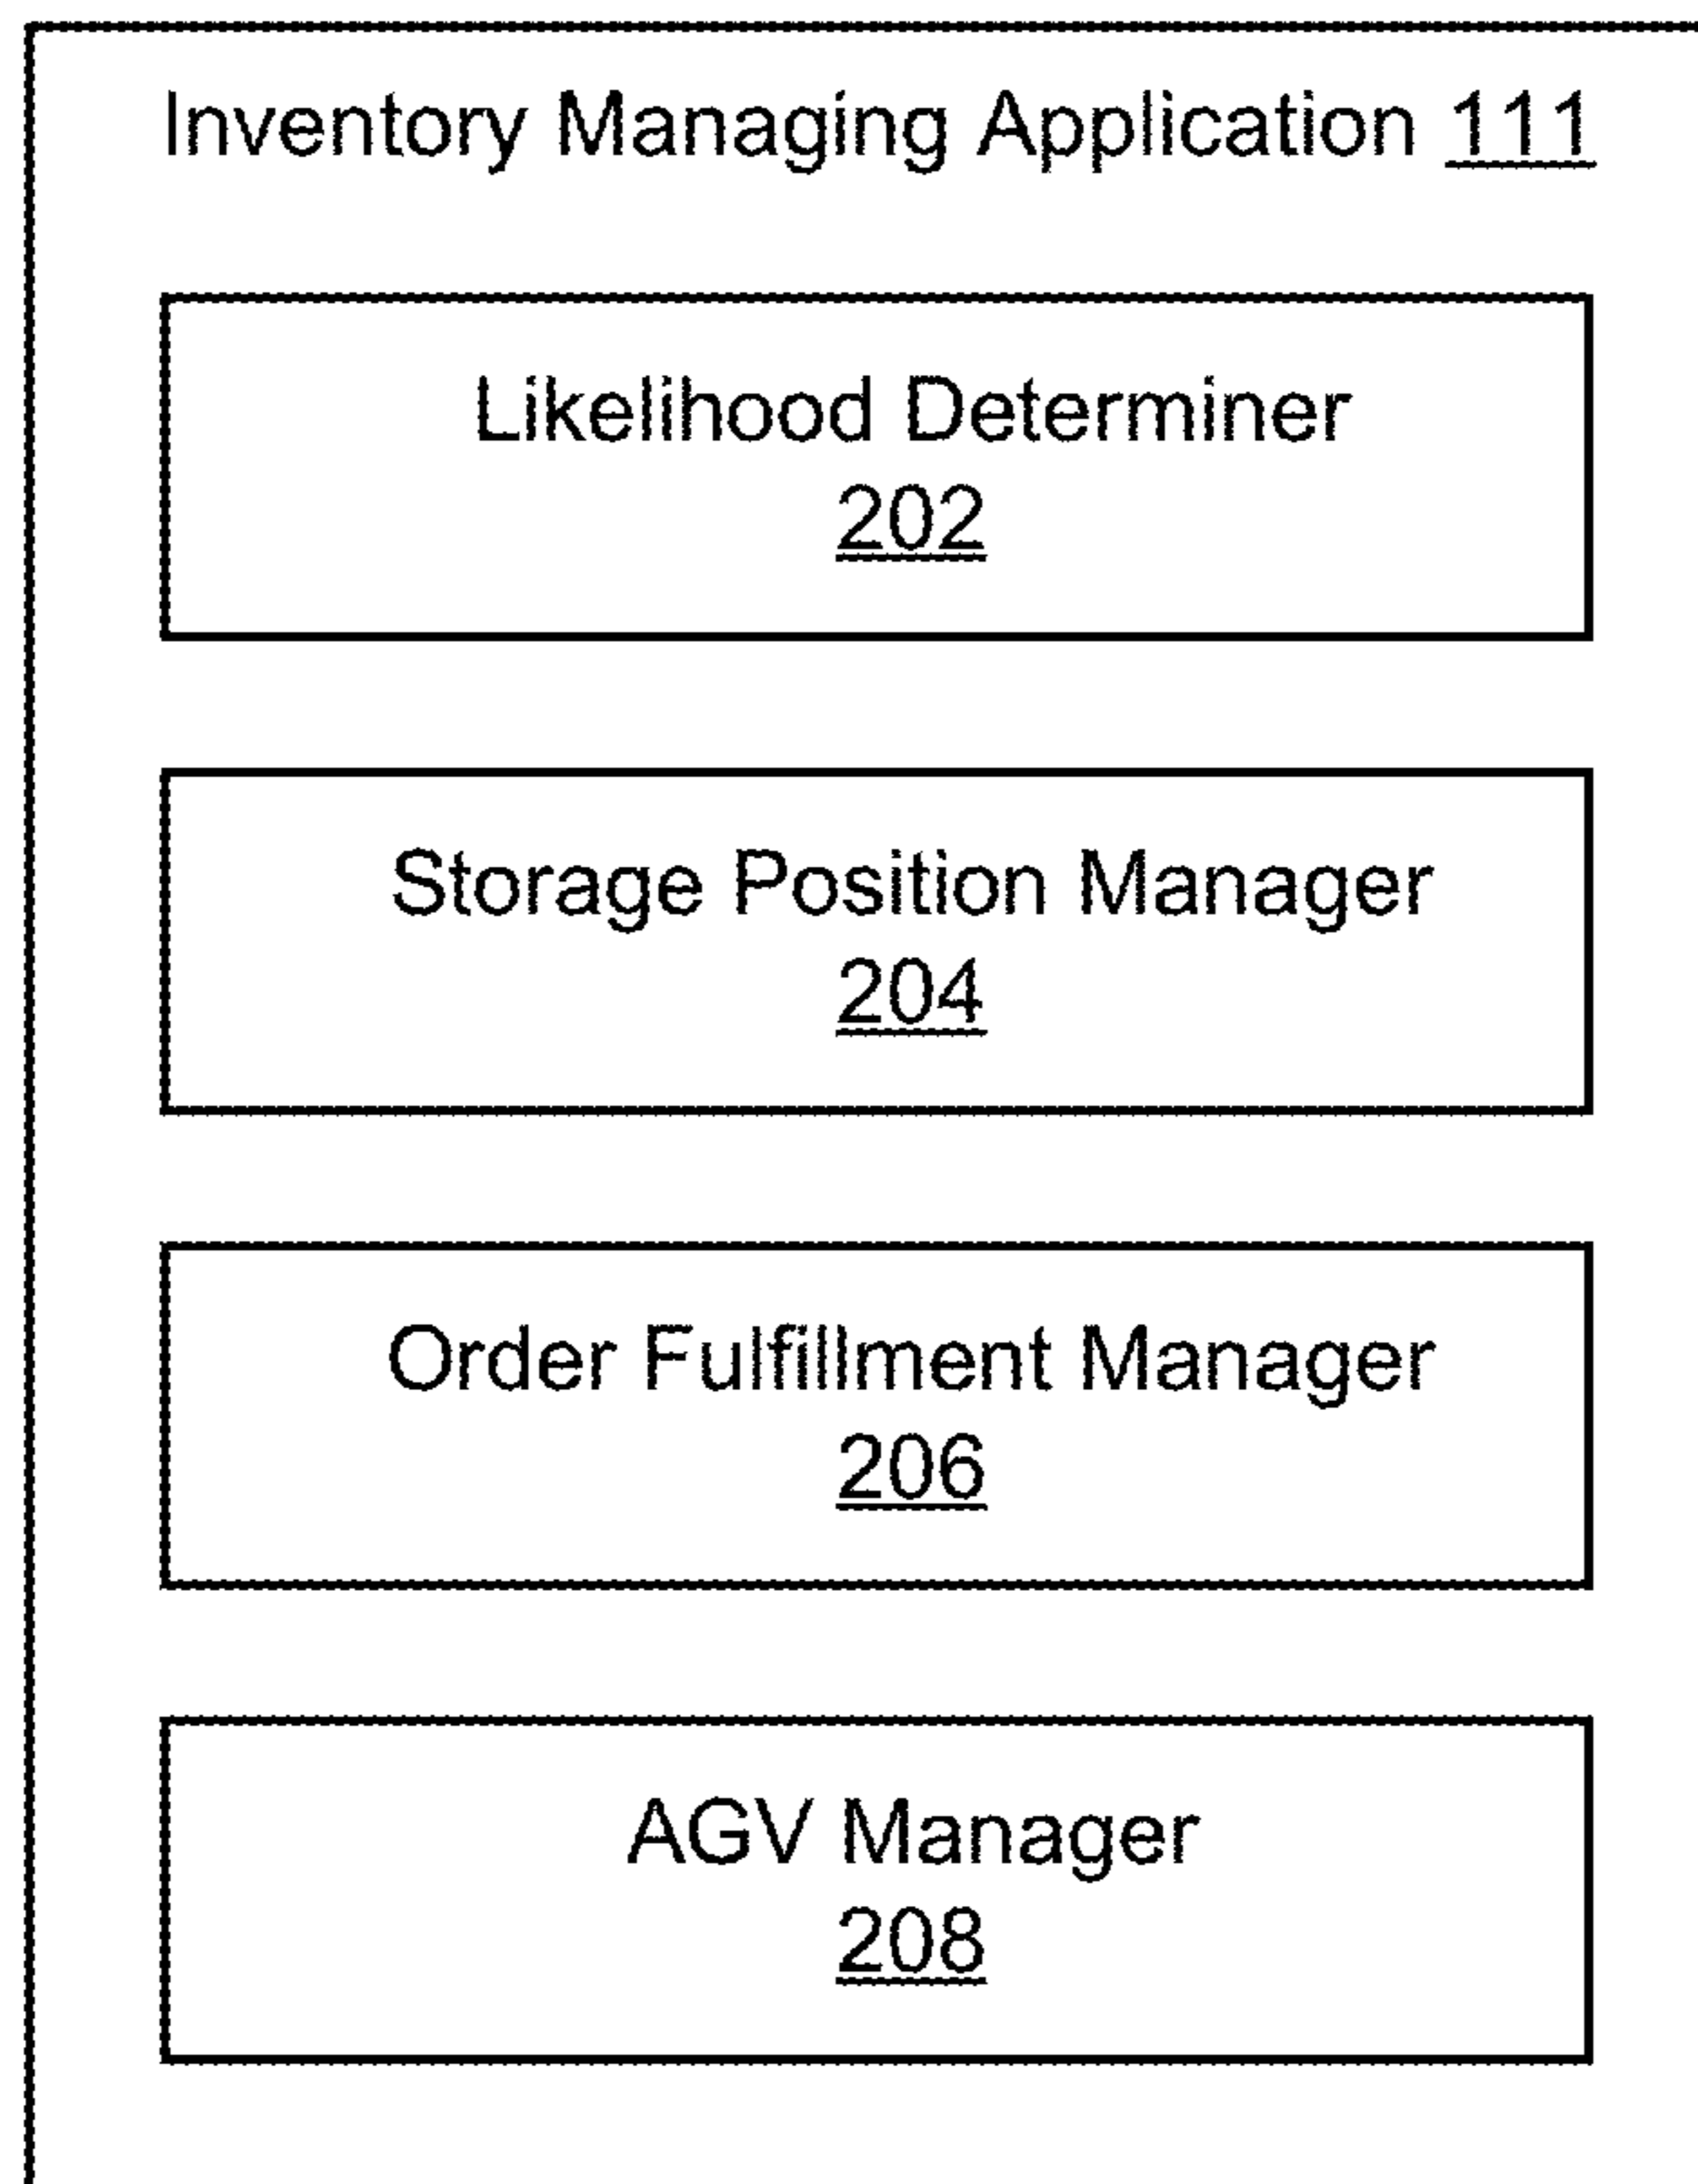 Inventory Managing Application 111
Likelihood Determiner
202
Storage Position Manager
204
Order Fulfillment Manager
206
AGV Manager
208